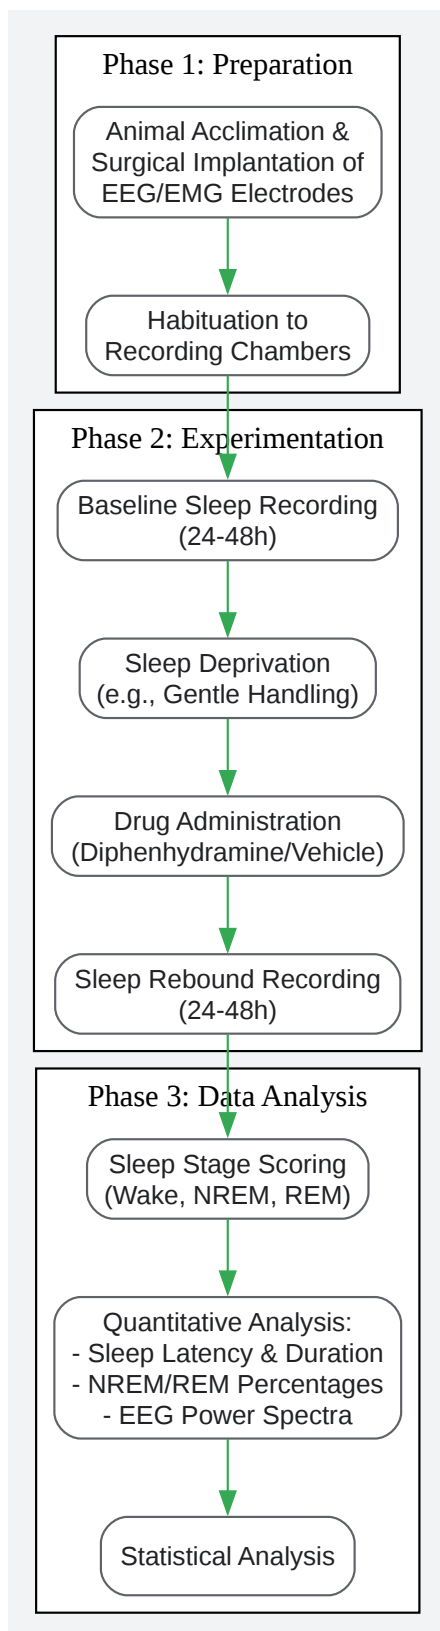 Phase 1: Preparation
Animal Acclimation &
Surgical Implantation of
EEG/EMG Electrodes
Habituation to
Recording Chambers
Phase 2: Experimentation
Baseline Sleep Recording
(24-48h)
Sleep Deprivation
(e.g., Gentle Handling)
Drug Administration
(Diphenhydramine/Vehicle)
Sleep Rebound Recording
(24-48h)
Phase 3: Data Analysis
Sleep Stage Scoring
(Wake, NREM, REM)
Quantitative Analysis:
- Sleep Latency & Duration
- NREM/REM Percentages
- EEG Power Spectra
Statistical Analysis